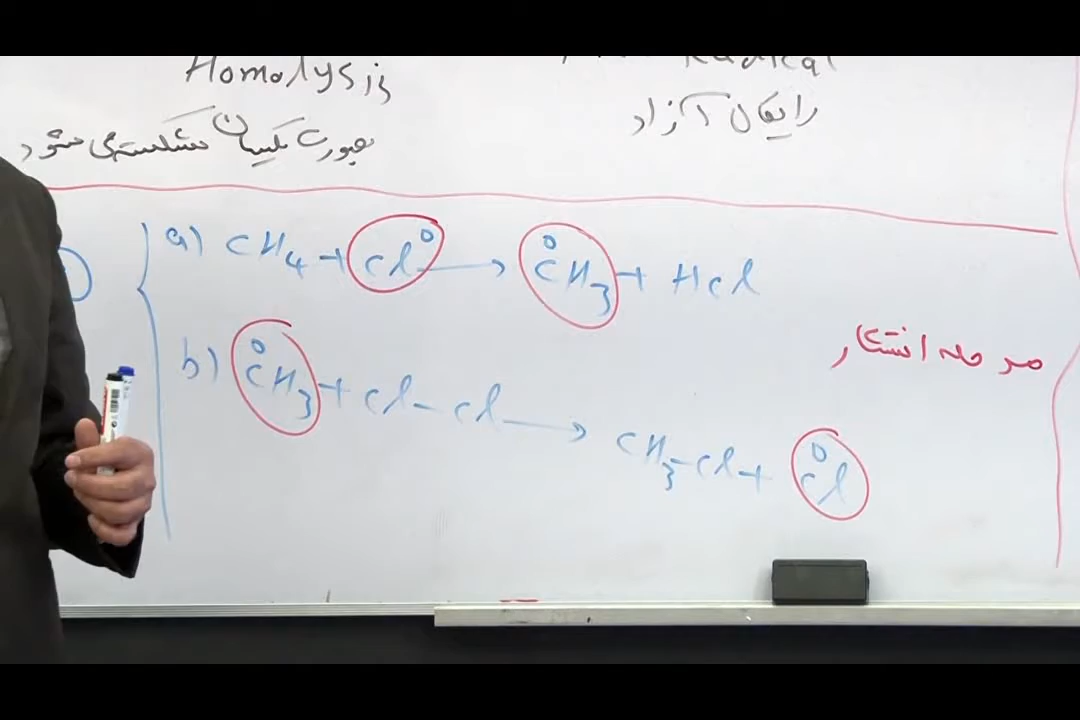 Homolysis
Radical
بصورت یکسان شکسته می شود
رادیکال آزاد
a) CH₄ + Cl° → °CH₃ + HCl
b) °CH₃ + Cl - Cl → CH₃-Cl + °Cl
مرحله انتشار